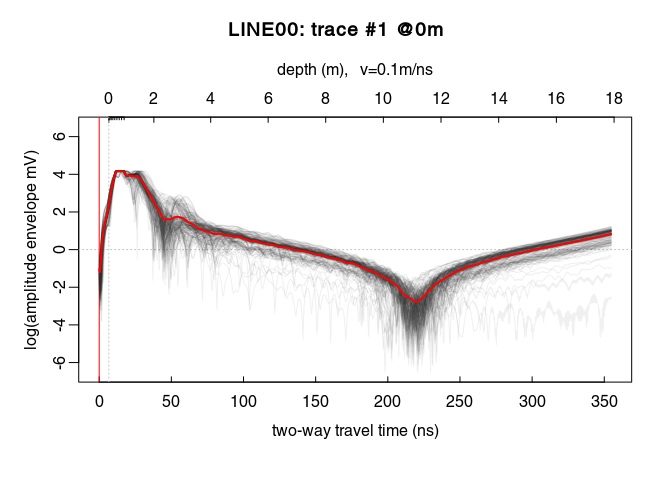 LINE00: trace #1 @0m
depth (m),  v=0.1m/ns
0 2 4 6 8 10 12 14 16 18
log(amplitude envelope mV)
6
4
2
0
-2
-4
-6
0 50 100 150 200 250 300 350
two-way travel time (ns)